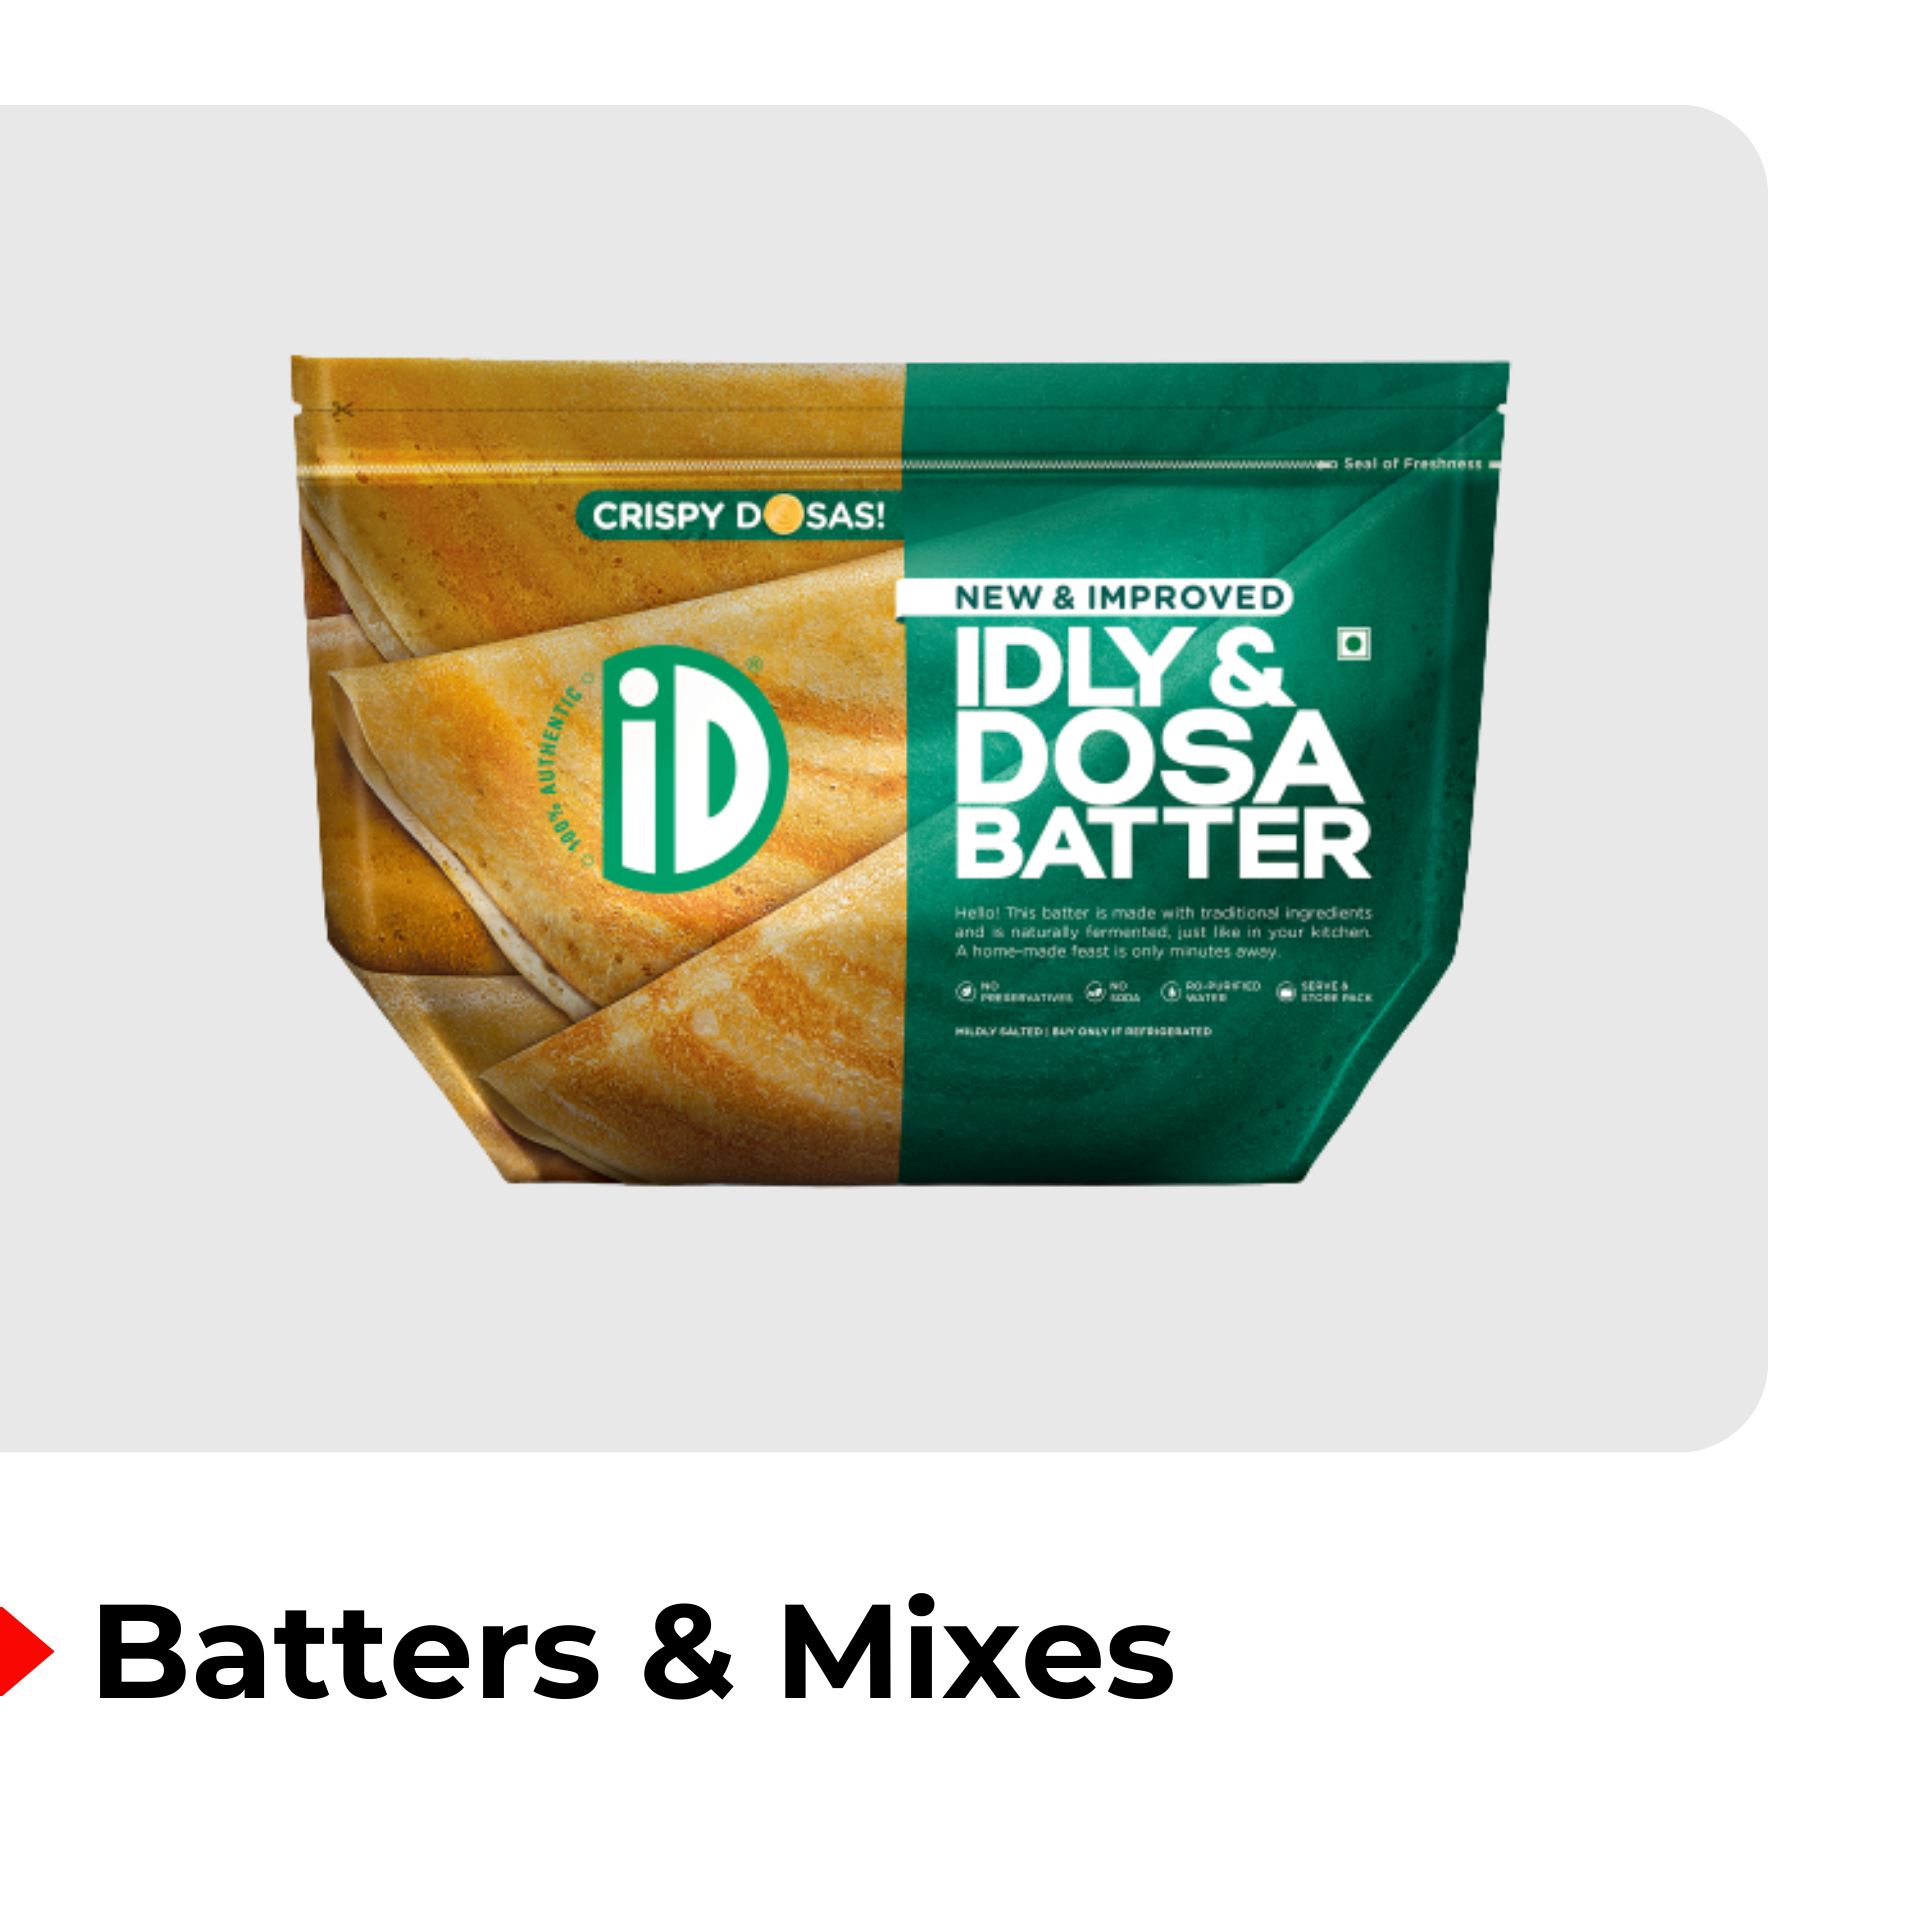 Seal of Freshness
CRISPY DOSAS!
NEW & IMPROVED
100% AUTHENTIC
iD®
IDLY &
DOSA
BATTER
Hello! This batter is made with traditional ingredients
and is naturally fermented, just like in your kitchen.
A home-made feast is only minutes away.
NO
PRESERVATIVES
NO
SODA
RO-PURIFIED
WATER
SERVE &
STORE PACK
MILDLY SALTED | BUY ONLY IF REFRIGERATED
Batters & Mixes